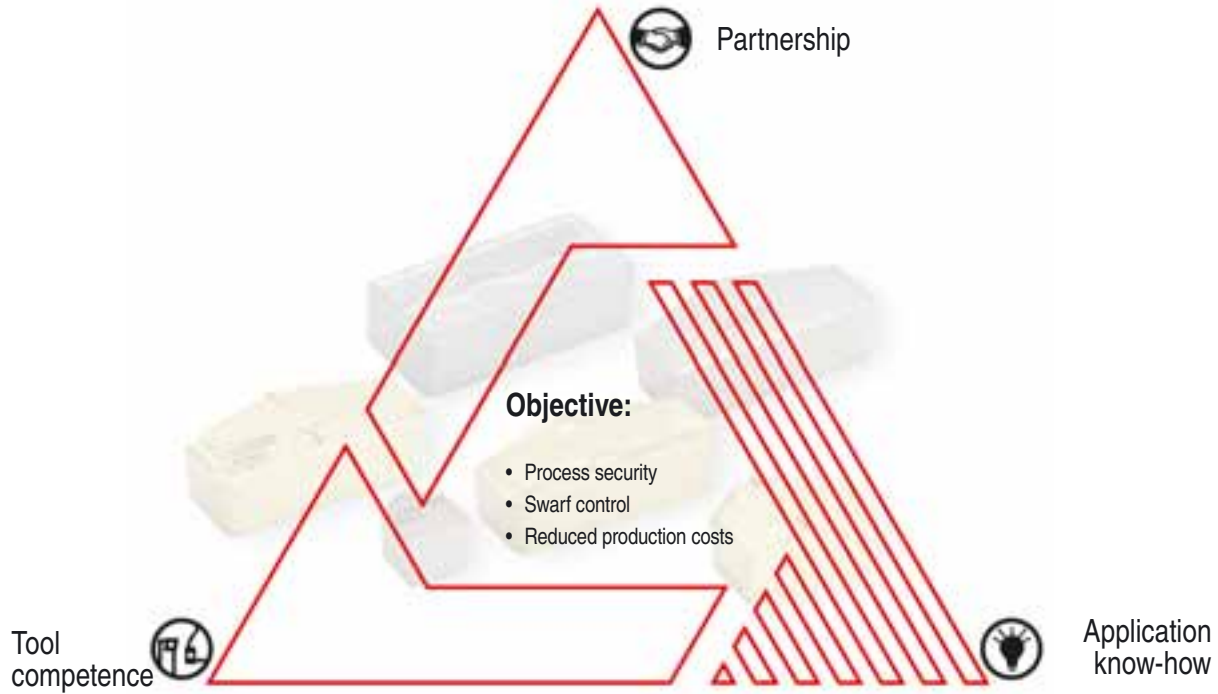 Partnership
Objective:
• Process security
• Swarf control
• Reduced production costs
Tool
competence
Application
know-how